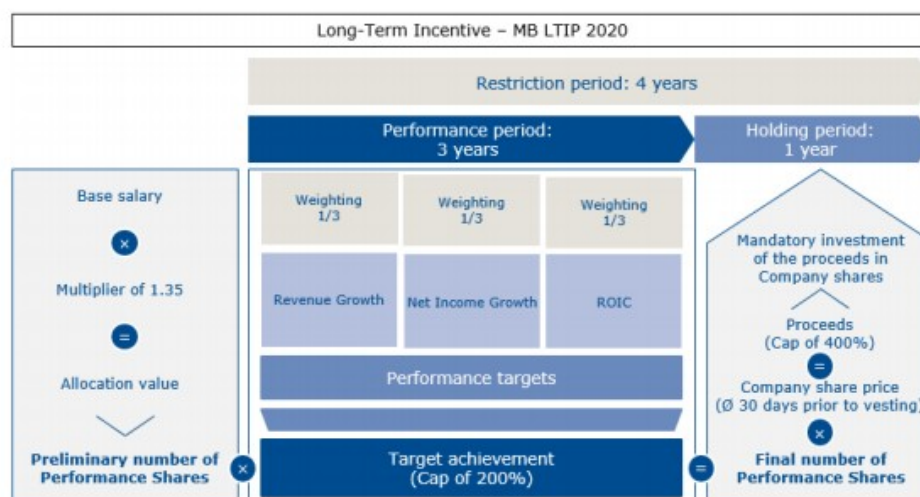 Long-Term Incentive – MB LTIP 2020
Restriction period: 4 years
Performance period:
3 years
Holding period:
1 year
Base salary
×
Multiplier of 1.35
=
Allocation value
Preliminary number of
Performance Shares
×
Weighting
1/3
Weighting
1/3
Weighting
1/3
Revenue Growth
Net Income Growth
ROIC
Performance targets
Target achievement
(Cap of 200%)
=
Mandatory investment
of the proceeds in
Company shares
Proceeds
(Cap of 400%)
=
Company share price
(Ø 30 days prior to vesting)
×
Final number of
Performance Shares